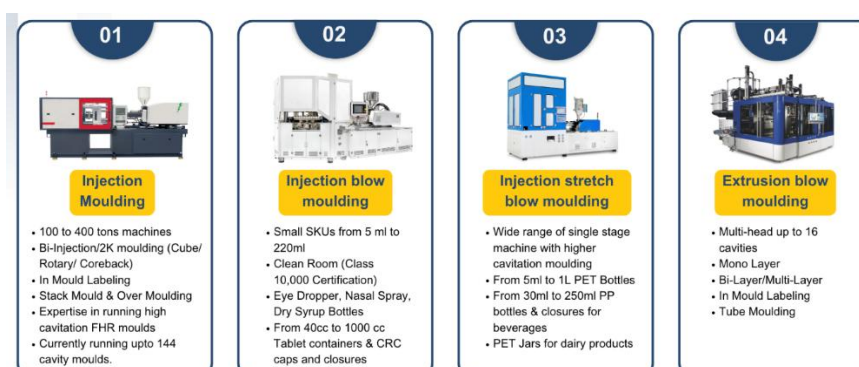 01
Injection
Moulding
• 100 to 400 tons machines
• Bi-Injection/2K moulding (Cube/
Rotary/ Coreback)
• In Mould Labeling
• Stack Mould & Over Moulding
• Expertise in running high
cavitation FHR moulds
• Currently running upto 144
cavity moulds.
02
Injection blow
moulding
• Small SKUs from 5 ml to
220ml
• Clean Room (Class
10,000 Certification)
• Eye Dropper, Nasal Spray,
Dry Syrup Bottles
• From 40cc to 1000 cc
Tablet containers & CRC
caps and closures
03
Injection stretch
blow moulding
• Wide range of single stage
machine with higher
cavitation moulding
• From 5ml to 1L PET Bottles
• From 30ml to 250ml PP
bottles & closures for
beverages
• PET Jars for dairy products
04
Extrusion blow
moulding
• Multi-head up to 16
cavities
• Mono Layer
• Bi-Layer/Multi-Layer
• In Mould Labeling
• Tube Moulding